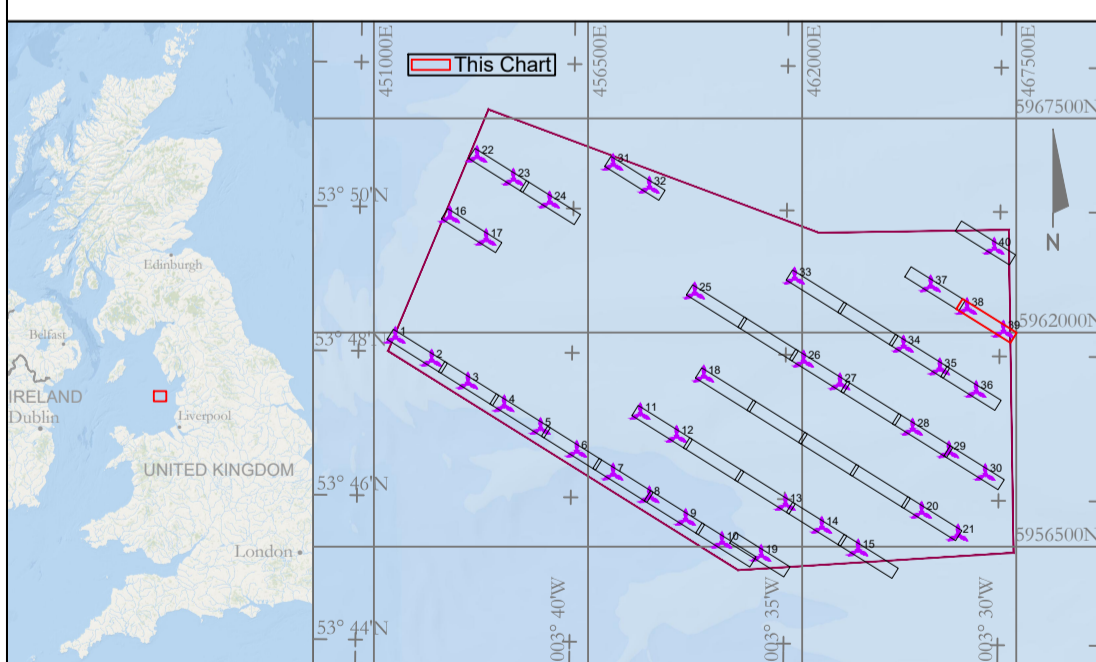 This Chart
451000E
456500E
462000E
467500E
5967500N
5962000N
5956500N
53° 50'N
53° 48'N
53° 46'N
53° 44'N
003° 40'W
003° 35'W
003° 30'W
N
Edinburgh
Belfast
IRELAND
Dublin
Liverpool
UNITED KINGDOM
London
22
23
24
31
32
16
17
40
37
38
39
33
25
1
2
3
4
5
6
7
8
9
10
19
18
26
27
34
35
36
28
29
30
11
12
13
14
15
20
21